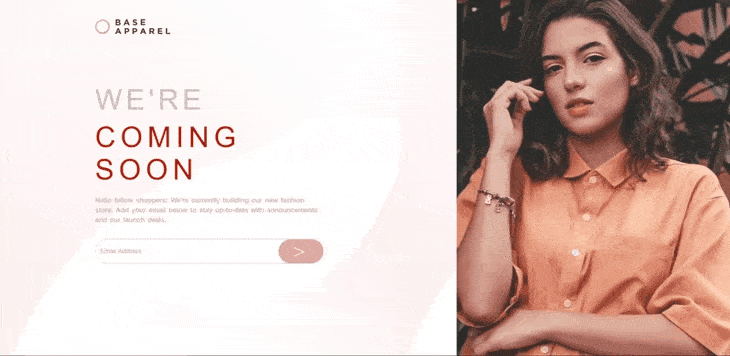 BASE
APPAREL
WE'RE
COMING
SOON
Hello fellow shoppers! We're currently building our new fashion
store. Add your email below to stay up-to-date with announcements
and our launch deals.
Email Address
>